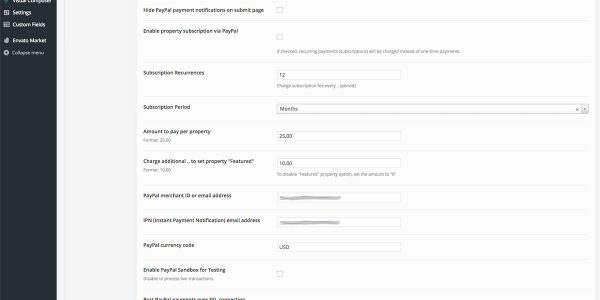 Visual Composer
Hide PayPal payment notifications on submit page
Settings
Custom Fields
Enable property subscription via PayPal
Envato Market
Collapse menu
If checked, recurring payments (subscriptions) will be charged instead of one-time payments.
Subscription Recurrences
12
Charge subscription fee every .. (period)
Subscription Period
Months
Amount to pay per property
Format: 25.00
25.00
Charge additional .. to set property "Featured"
Format: 10.00
10.00
To disable "Featured" property option, set the amount to "0"
PayPal merchant ID or email address
IPN (Instant Payment Notification) email address
PayPal currency code
USD
Enable PayPal Sandbox for Testing
Disable to process live transactions.
Post PayPal payments over SSL connection